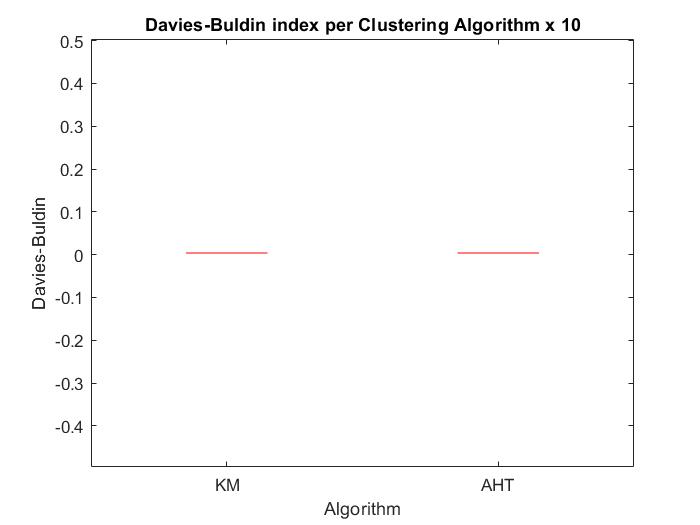 Davies-Buldin index per Clustering Algorithm x 10
0.5
0.4
0.3
0.2
0.1
0
-0.1
-0.2
-0.3
-0.4
Davies-Buldin
KM
AHT
Algorithm